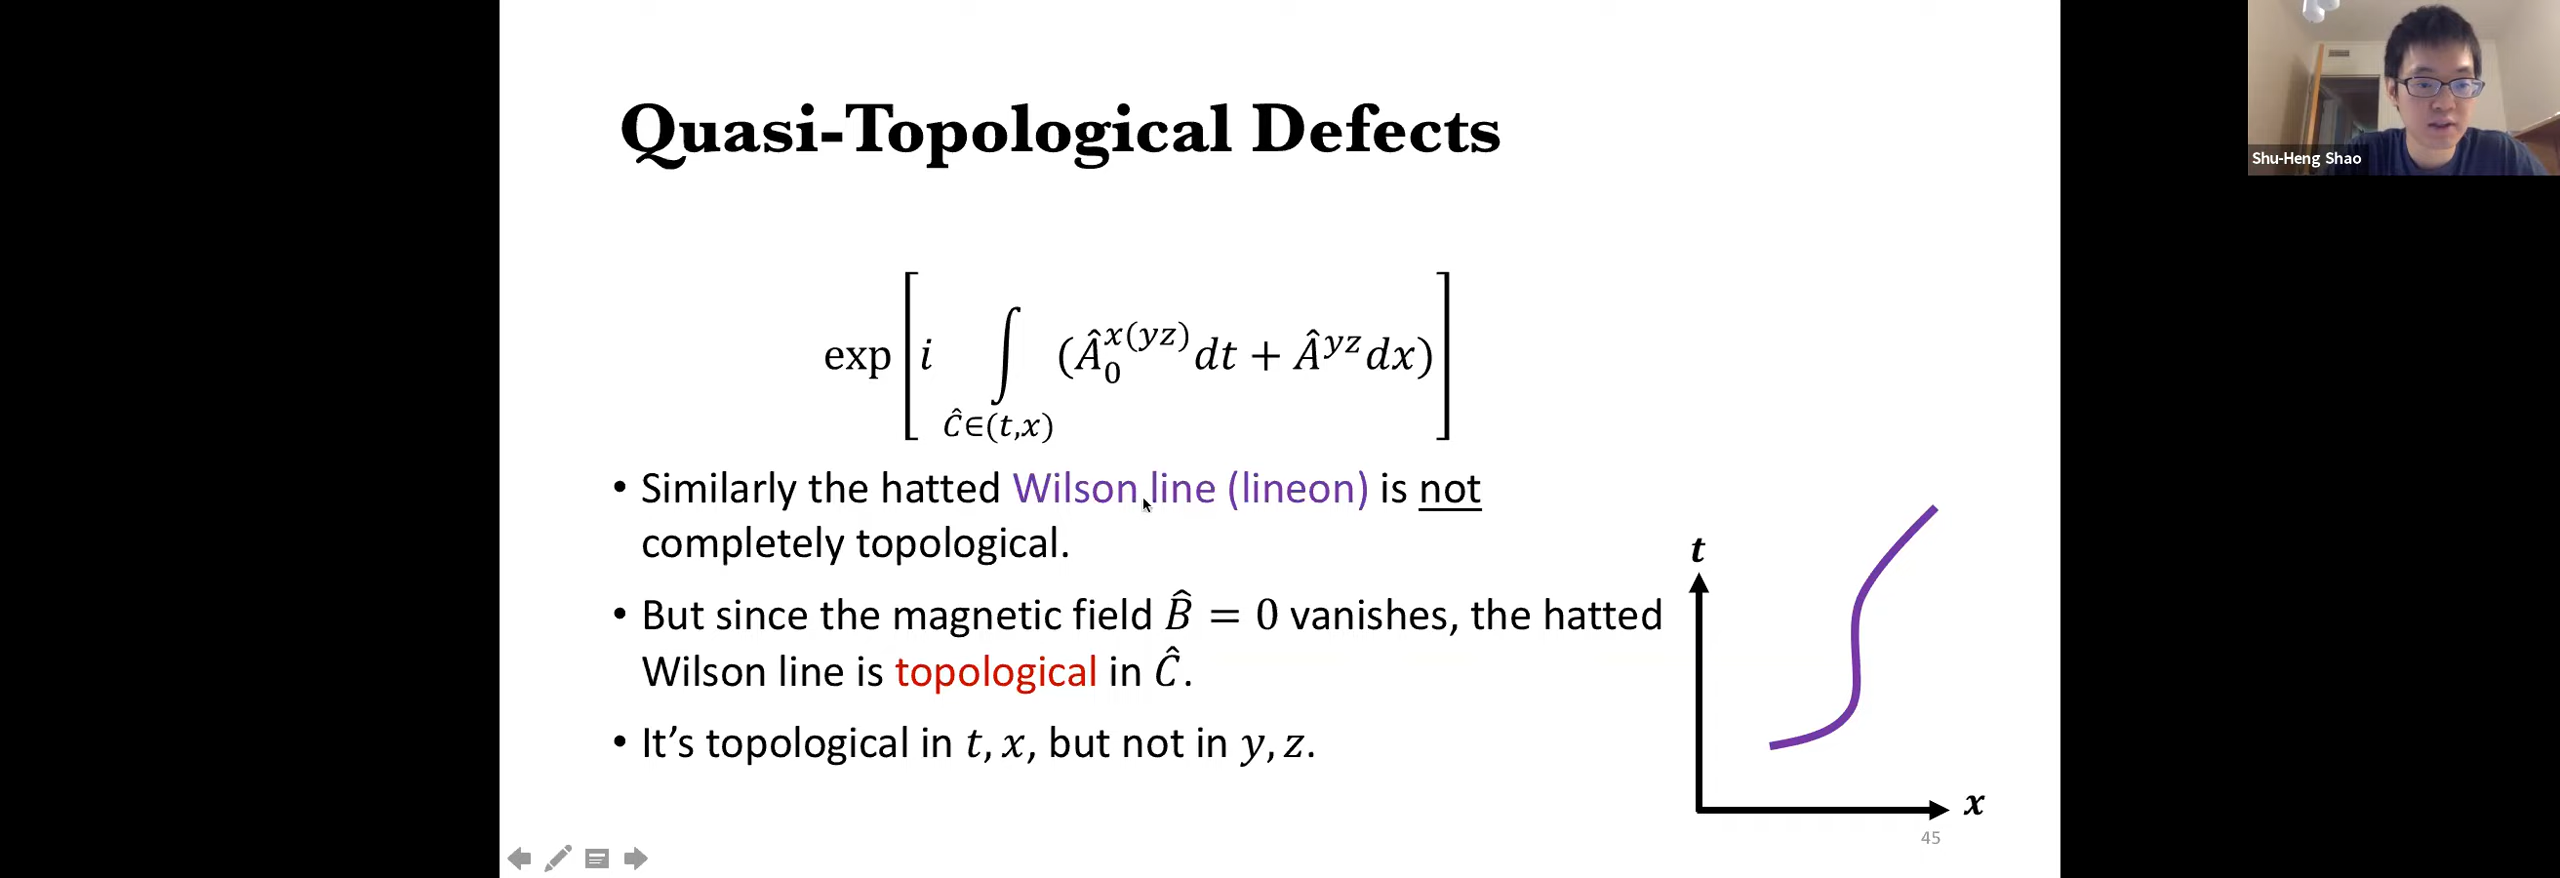 Quasi-Topological Defects
Shu-Heng Shao
exp [ i ∫_{Ĉ∈(t,x)} (Â_0^{x(yz)} dt + Â^{yz} dx) ]
• Similarly the hatted Wilson line (lineon) is not
completely topological.
• But since the magnetic field B̂ = 0 vanishes, the hatted
Wilson line is topological in Ĉ.
• It’s topological in t, x, but not in y, z.
t
x
45